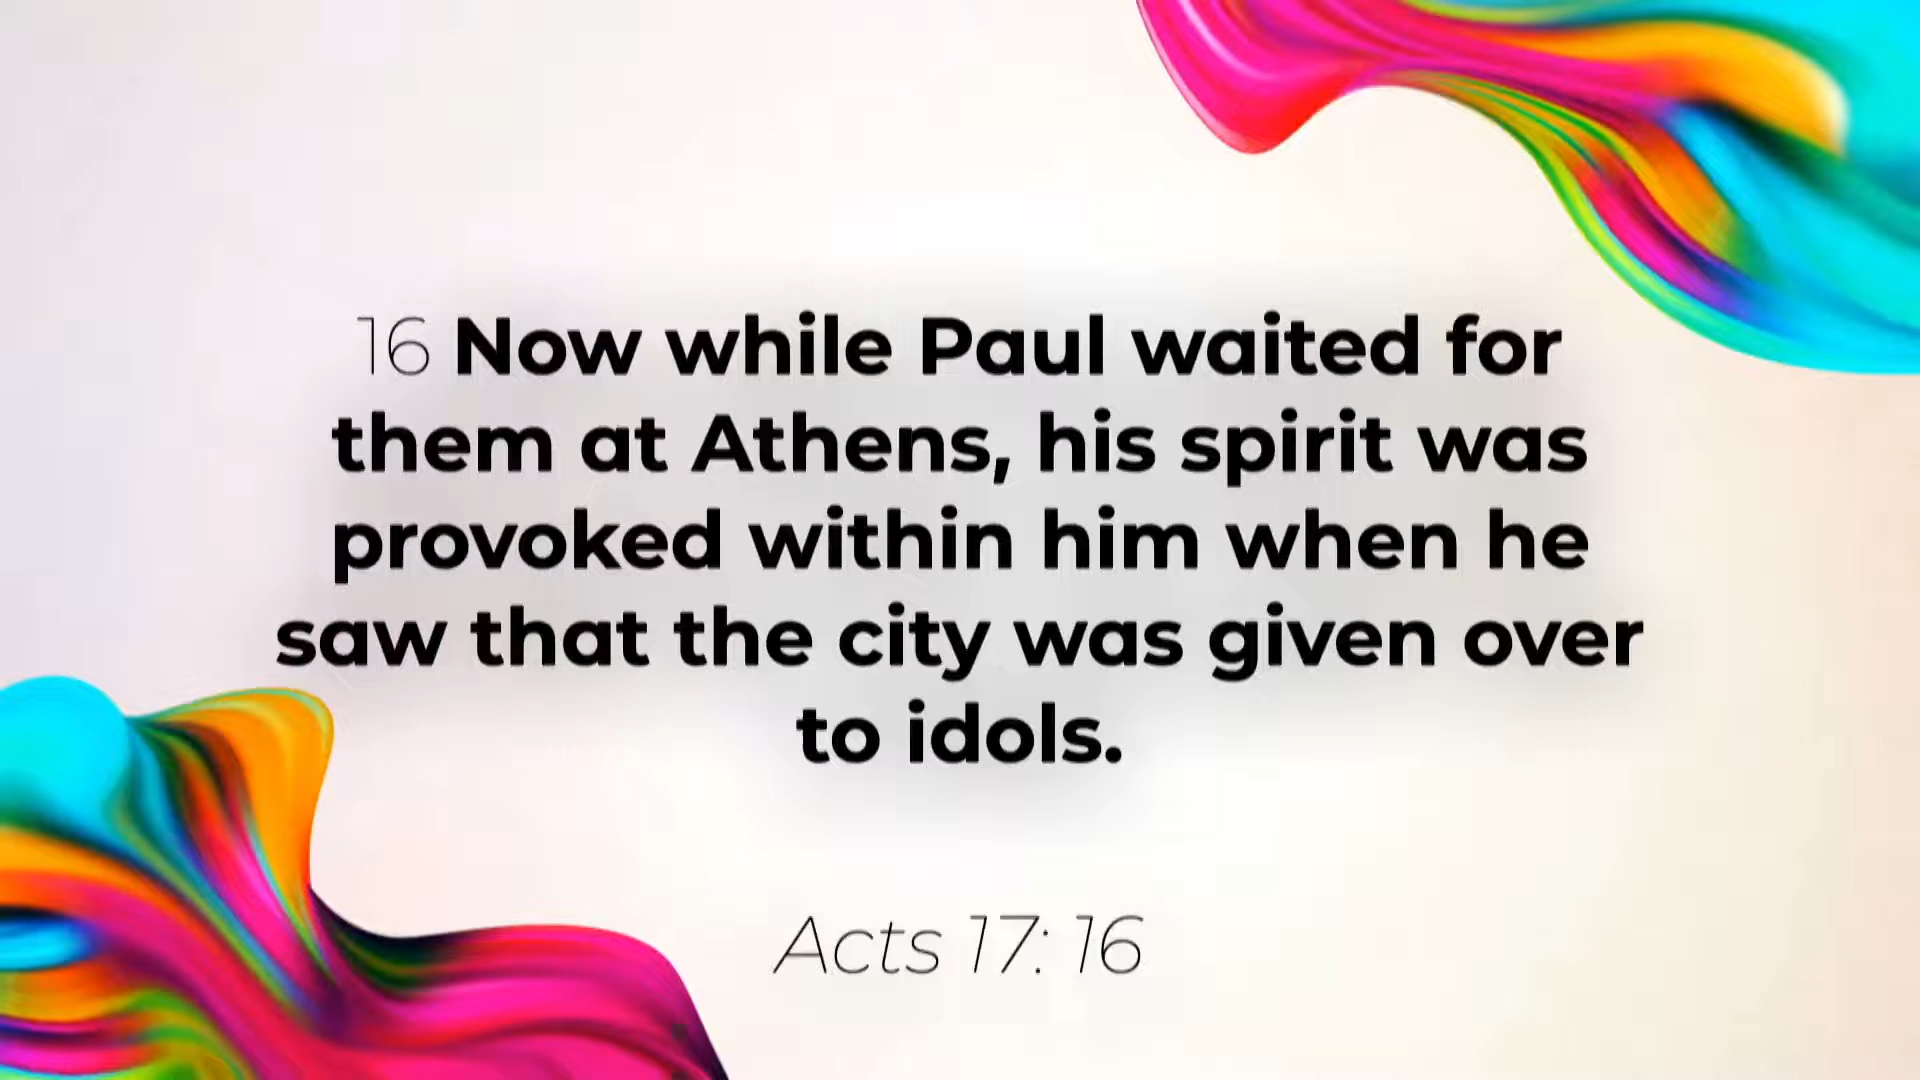 16 Now while Paul waited for
them at Athens, his spirit was
provoked within him when he
saw that the city was given over
to idols.
Acts 17: 16